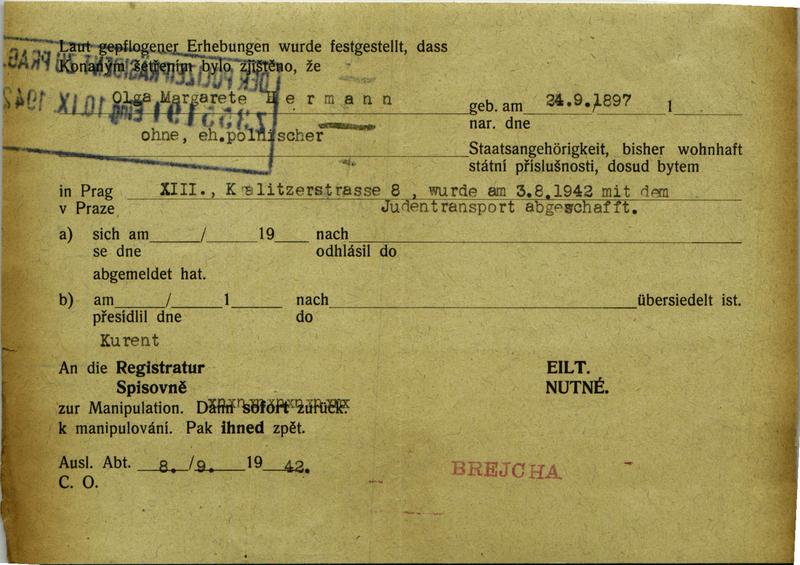 Laut gepflogener Erhebungen wurde festgestellt, dass
Konaným šetřením bylo zjištěno, že
Olga Margarete Hermann geb. am 24.9./1897 1
nar. dne
ohne, eh.polnischer
Staatsangehörigkeit, bisher wohnhaft
státní příslušnosti, dosud bytem
in Prag XIII., Kralitzerstrasse 8 , wurde am 3.8.1942 mit dem
v Praze Judentransport abgeschafft.
a) sich am / 19 nach
se dne odhlásil do
abgemeldet hat.
b) am / 1 nach übersiedelt ist.
přesídlil dne do
Kurent
An die Registratur EILT.
Spisovně NUTNÉ.
zur Manipulation. Dann sofort zurück.
k manipulování. Pak ihned zpět.
Ausl. Abt. 8. /9. 19 42.
C. O.
BREJCHA